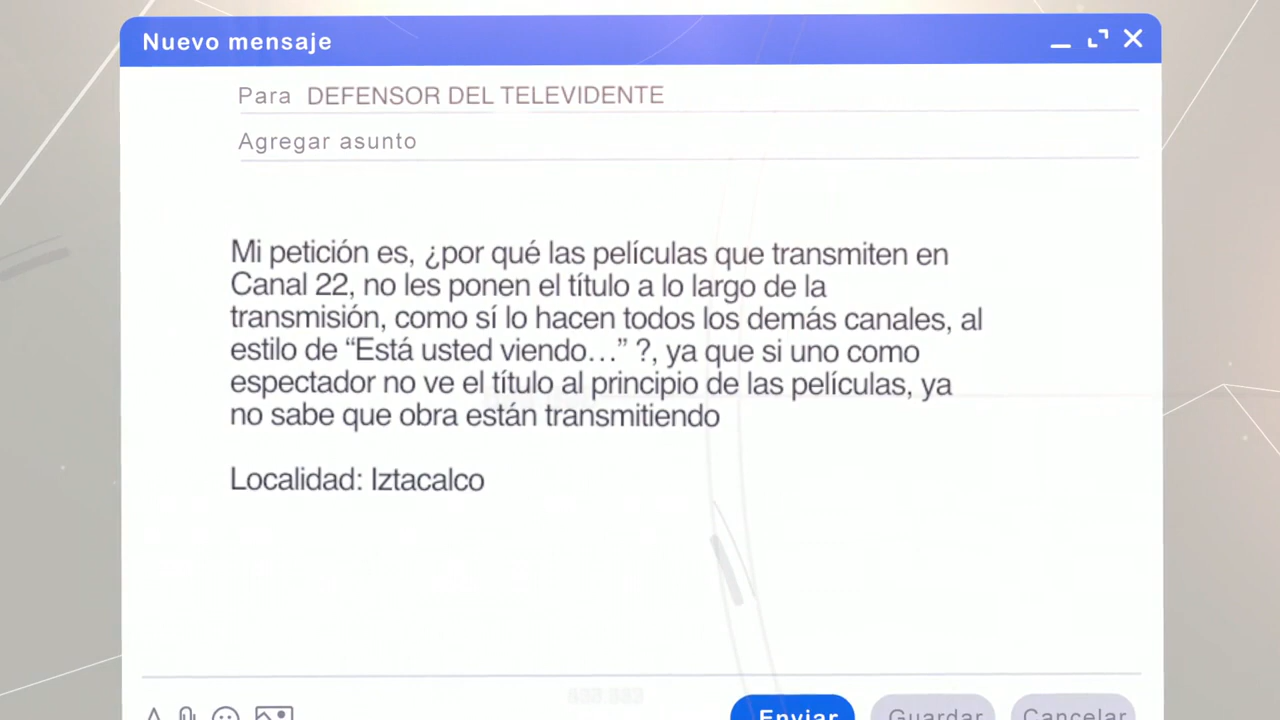 Nuevo mensaje
Para DEFENSOR DEL TELEVIDENTE
Agregar asunto
Mi petición es, ¿por qué las películas que transmiten en
Canal 22, no les ponen el título a lo largo de la
transmisión, como sí lo hacen todos los demás canales, al
estilo de “Está usted viendo…” ?, ya que si uno como
espectador no ve el título al principio de las películas, ya
no sabe que obra están transmitiendo
Localidad: Iztacalco
Enviar Guardar Cancelar